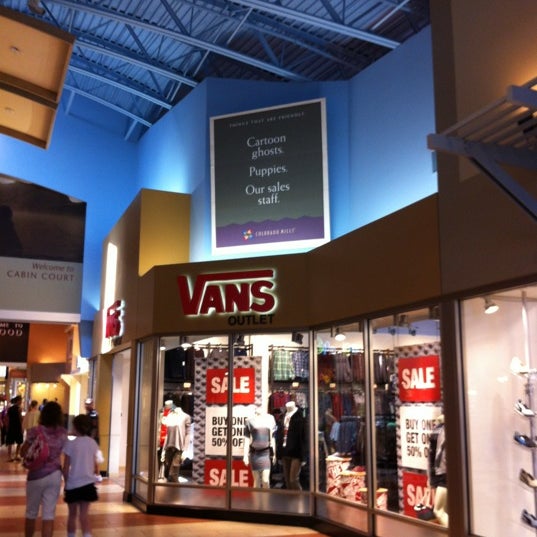 THINGS THAT ARE FRIENDLY.
Cartoon
ghosts.
Puppies.
Our sales
staff.
COLORADO MILLS
Welcome to
CABIN COURT
VANS
OUTLET
SALE
BUY ONE
GET ONE
50% OFF
SALE
SALE
BUY ONE
GET ONE
50% OFF
SALE